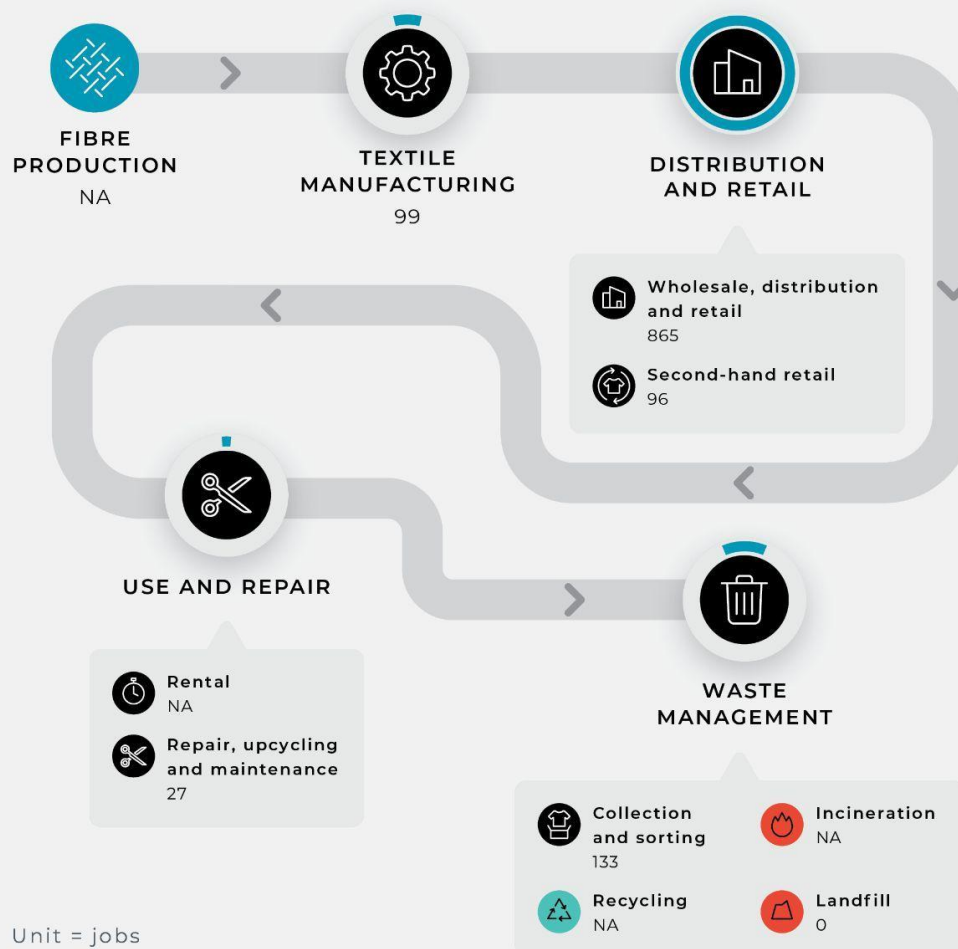 FIBRE
PRODUCTION
NA
TEXTILE
MANUFACTURING
99
DISTRIBUTION
AND RETAIL
Wholesale, distribution
and retail
865
Second-hand retail
96
USE AND REPAIR
Rental
NA
Repair, upcycling
and maintenance
27
WASTE
MANAGEMENT
Collection
and sorting
133
Incineration
NA
Recycling
NA
Landfill
0
Unit = jobs